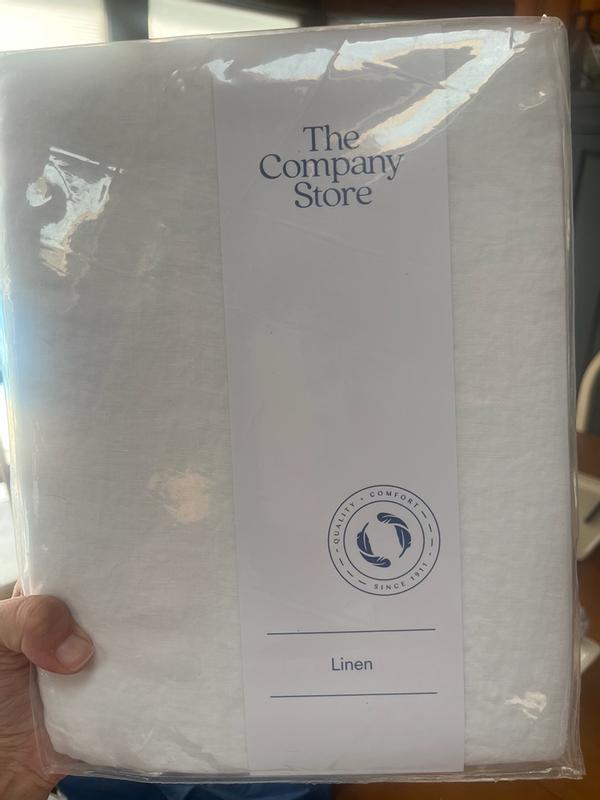 The
Company
Store
QUALITY • COMFORT
SINCE 1911
Linen